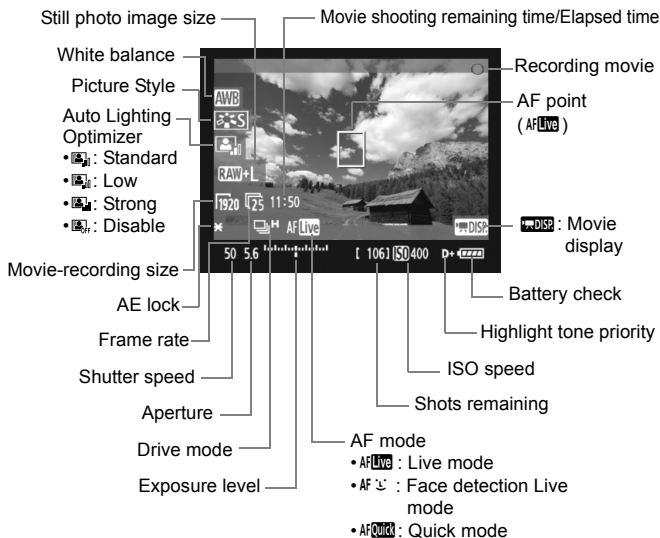 Still photo image size
Movie shooting remaining time/Elapsed time
White balance
Recording movie
Picture Style
AF point
(AF Live)
Auto Lighting
Optimizer
• : Standard
• : Low
• : Strong
• OFF : Disable
AWB
S
RAW+L
1920 25 11:50
* H AF Live
DISP.
DISP. : Movie
display
50 5.6 [ 106] ISO 400 D+
Movie-recording size
Battery check
AE lock
Highlight tone priority
Frame rate
ISO speed
Shutter speed
Shots remaining
Aperture
Drive mode
AF mode
• AF Live : Live mode
• AF : Face detection Live
mode
Exposure level
• AF Quick : Quick mode